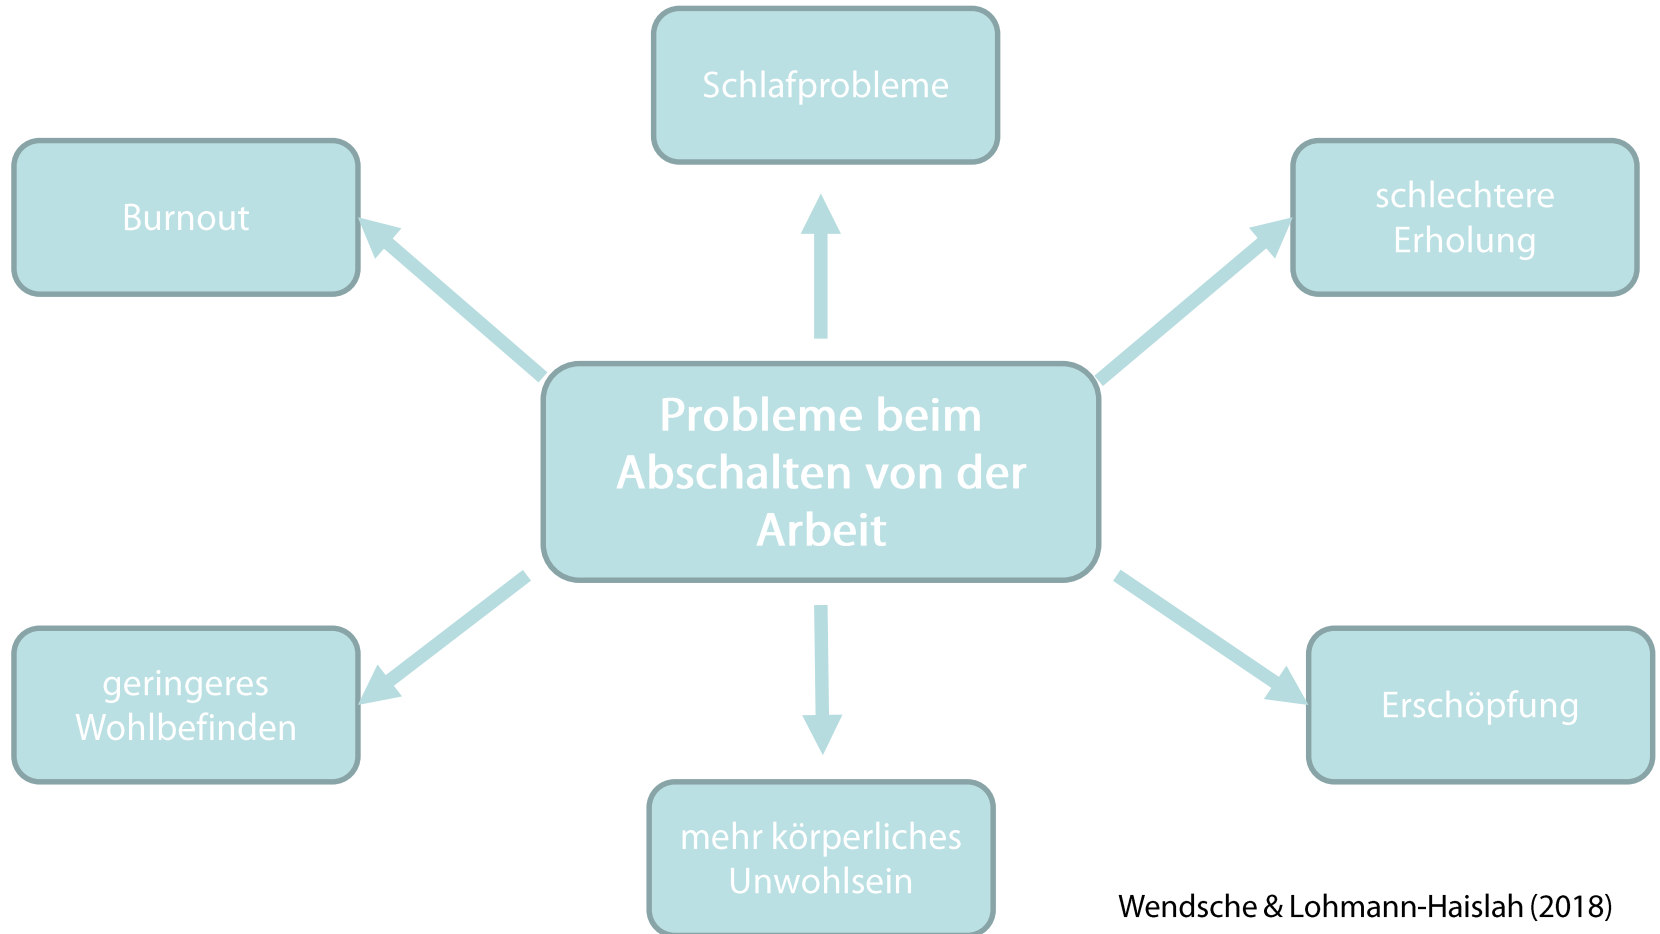 Schlafprobleme
Burnout
schlechtere
Erholung
Probleme beim
Abschalten von der
Arbeit
geringeres
Wohlbefinden
Erschöpfung
mehr körperliches
Unwohlsein
Wendsche & Lohmann-Haislah (2018)